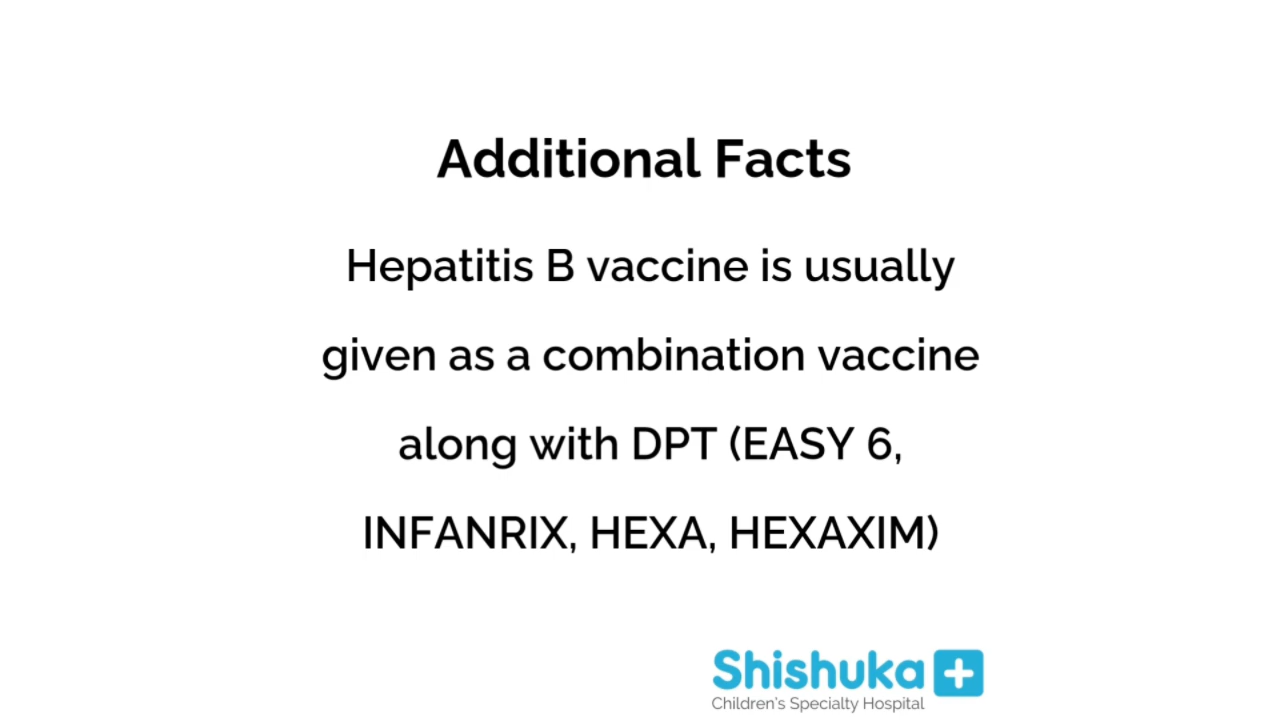 Additional Facts
Hepatitis B vaccine is usually
given as a combination vaccine
along with DPT (EASY 6,
INFANRIX, HEXA, HEXAXIM)
Shishuka
Children's Specialty Hospital